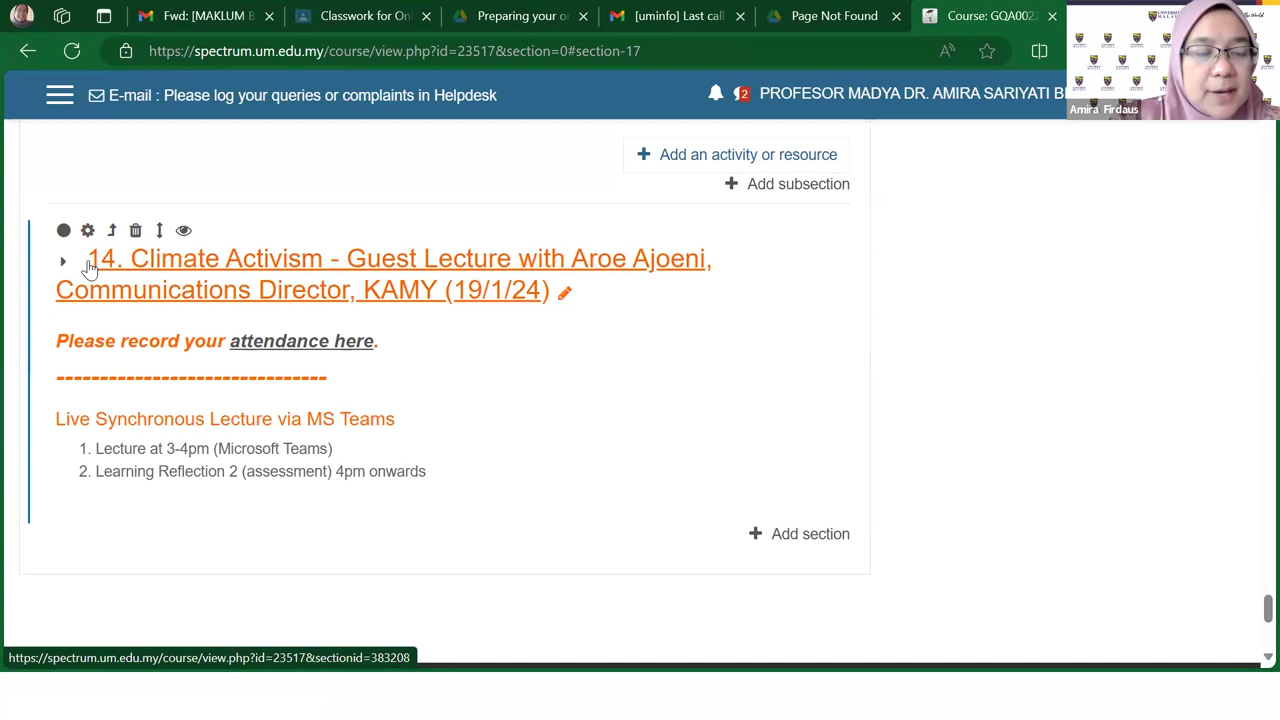 Fwd: [MAKLUM B
Classwork for On
Preparing your o
[uminfo] Last call
Page Not Found
Course: GQA0022
https://spectrum.um.edu.my/course/view.php?id=23517&section=0#section-17
E-mail : Please log your queries or complaints in Helpdesk
2
PROFESOR MADYA DR. AMIRA SARIYATI BI
Amira Firdaus
Add an activity or resource
Add subsection
14. Climate Activism - Guest Lecture with Aroe Ajoeni,
Communications Director, KAMY (19/1/24)
Please record your attendance here.
------------------------------
Live Synchronous Lecture via MS Teams
1. Lecture at 3-4pm (Microsoft Teams)
2. Learning Reflection 2 (assessment) 4pm onwards
Add section
https://spectrum.um.edu.my/course/view.php?id=23517&sectionid=383208